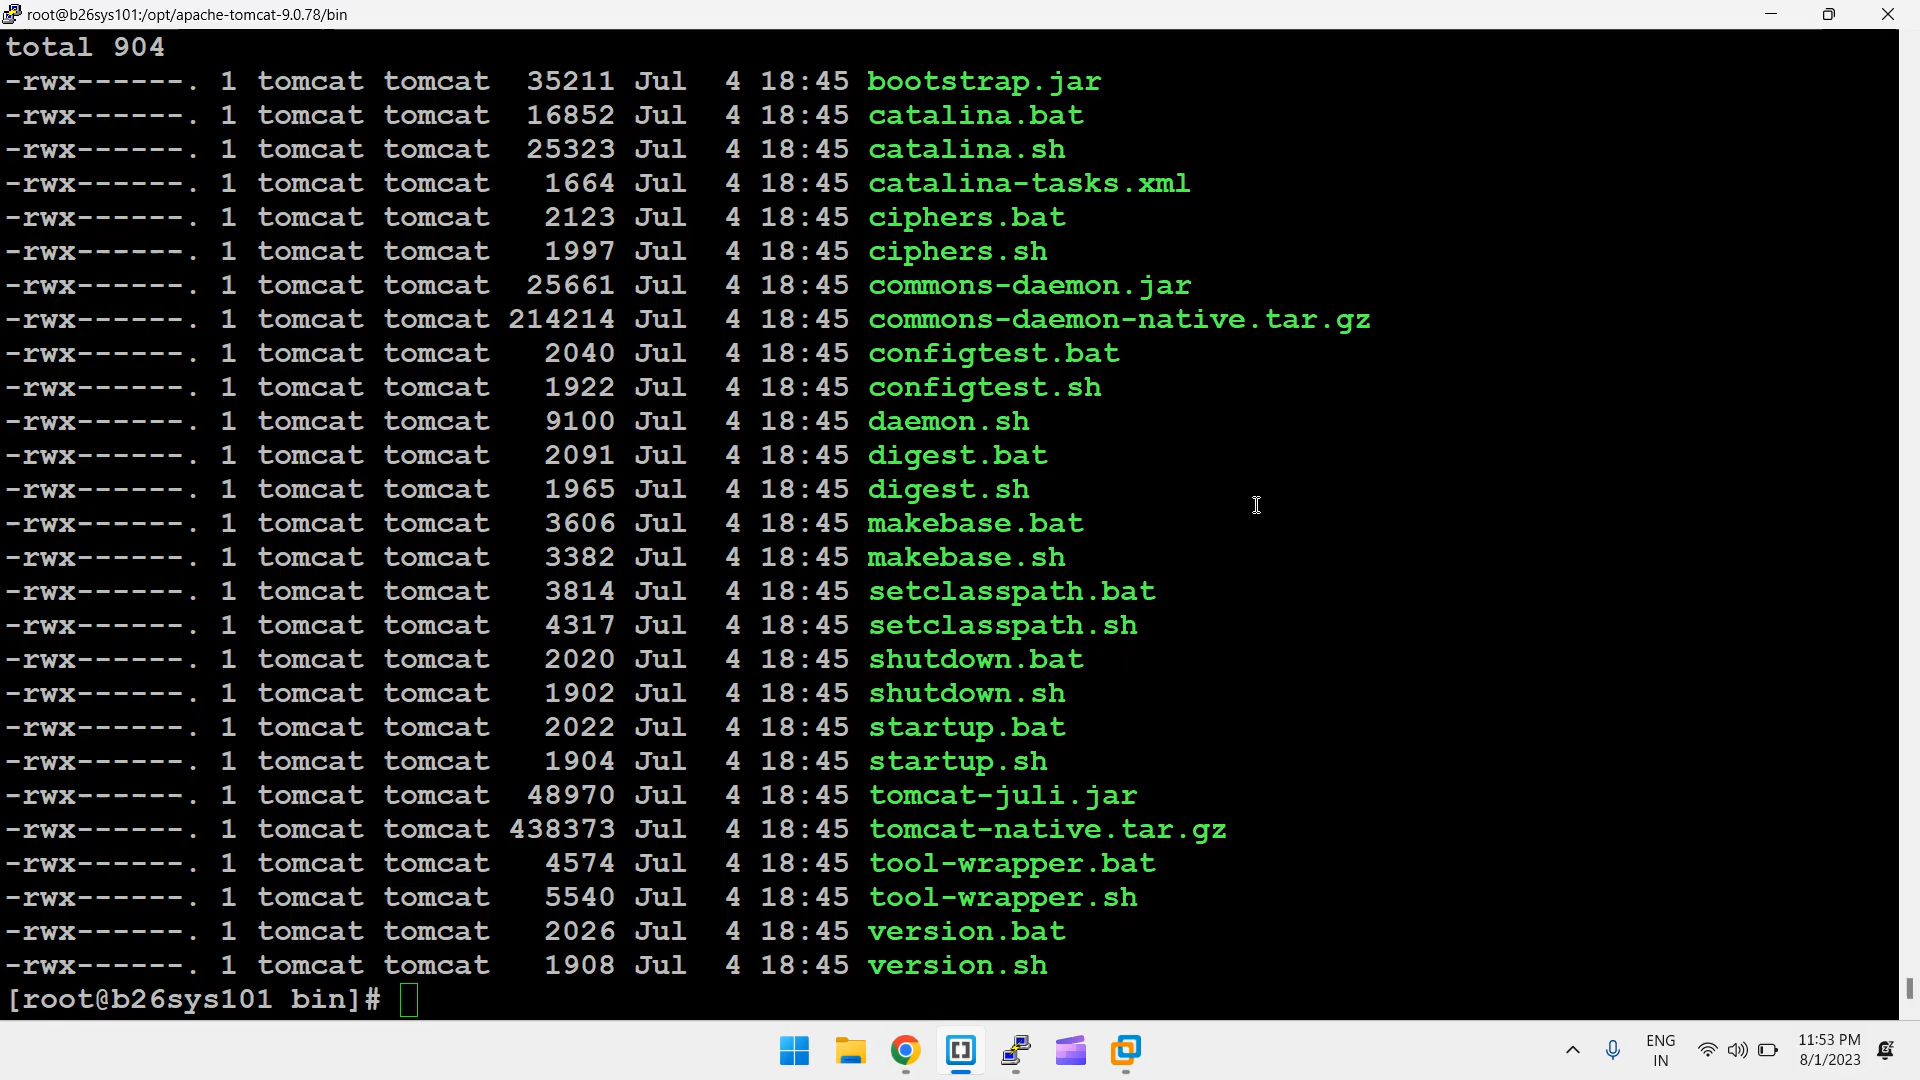 root@b26sys101:/opt/apache-tomcat-9.0.78/bin
total 904
-rwx------. 1 tomcat tomcat  35211 Jul  4 18:45 bootstrap.jar
-rwx------. 1 tomcat tomcat  16852 Jul  4 18:45 catalina.bat
-rwx------. 1 tomcat tomcat  25323 Jul  4 18:45 catalina.sh
-rwx------. 1 tomcat tomcat   1664 Jul  4 18:45 catalina-tasks.xml
-rwx------. 1 tomcat tomcat   2123 Jul  4 18:45 ciphers.bat
-rwx------. 1 tomcat tomcat   1997 Jul  4 18:45 ciphers.sh
-rwx------. 1 tomcat tomcat  25661 Jul  4 18:45 commons-daemon.jar
-rwx------. 1 tomcat tomcat 214214 Jul  4 18:45 commons-daemon-native.tar.gz
-rwx------. 1 tomcat tomcat   2040 Jul  4 18:45 configtest.bat
-rwx------. 1 tomcat tomcat   1922 Jul  4 18:45 configtest.sh
-rwx------. 1 tomcat tomcat   9100 Jul  4 18:45 daemon.sh
-rwx------. 1 tomcat tomcat   2091 Jul  4 18:45 digest.bat
-rwx------. 1 tomcat tomcat   1965 Jul  4 18:45 digest.sh
-rwx------. 1 tomcat tomcat   3606 Jul  4 18:45 makebase.bat
-rwx------. 1 tomcat tomcat   3382 Jul  4 18:45 makebase.sh
-rwx------. 1 tomcat tomcat   3814 Jul  4 18:45 setclasspath.bat
-rwx------. 1 tomcat tomcat   4317 Jul  4 18:45 setclasspath.sh
-rwx------. 1 tomcat tomcat   2020 Jul  4 18:45 shutdown.bat
-rwx------. 1 tomcat tomcat   1902 Jul  4 18:45 shutdown.sh
-rwx------. 1 tomcat tomcat   2022 Jul  4 18:45 startup.bat
-rwx------. 1 tomcat tomcat   1904 Jul  4 18:45 startup.sh
-rwx------. 1 tomcat tomcat  48970 Jul  4 18:45 tomcat-juli.jar
-rwx------. 1 tomcat tomcat 438373 Jul  4 18:45 tomcat-native.tar.gz
-rwx------. 1 tomcat tomcat   4574 Jul  4 18:45 tool-wrapper.bat
-rwx------. 1 tomcat tomcat   5540 Jul  4 18:45 tool-wrapper.sh
-rwx------. 1 tomcat tomcat   2026 Jul  4 18:45 version.bat
-rwx------. 1 tomcat tomcat   1908 Jul  4 18:45 version.sh
[root@b26sys101 bin]#
ENG
IN
11:53 PM
8/1/2023